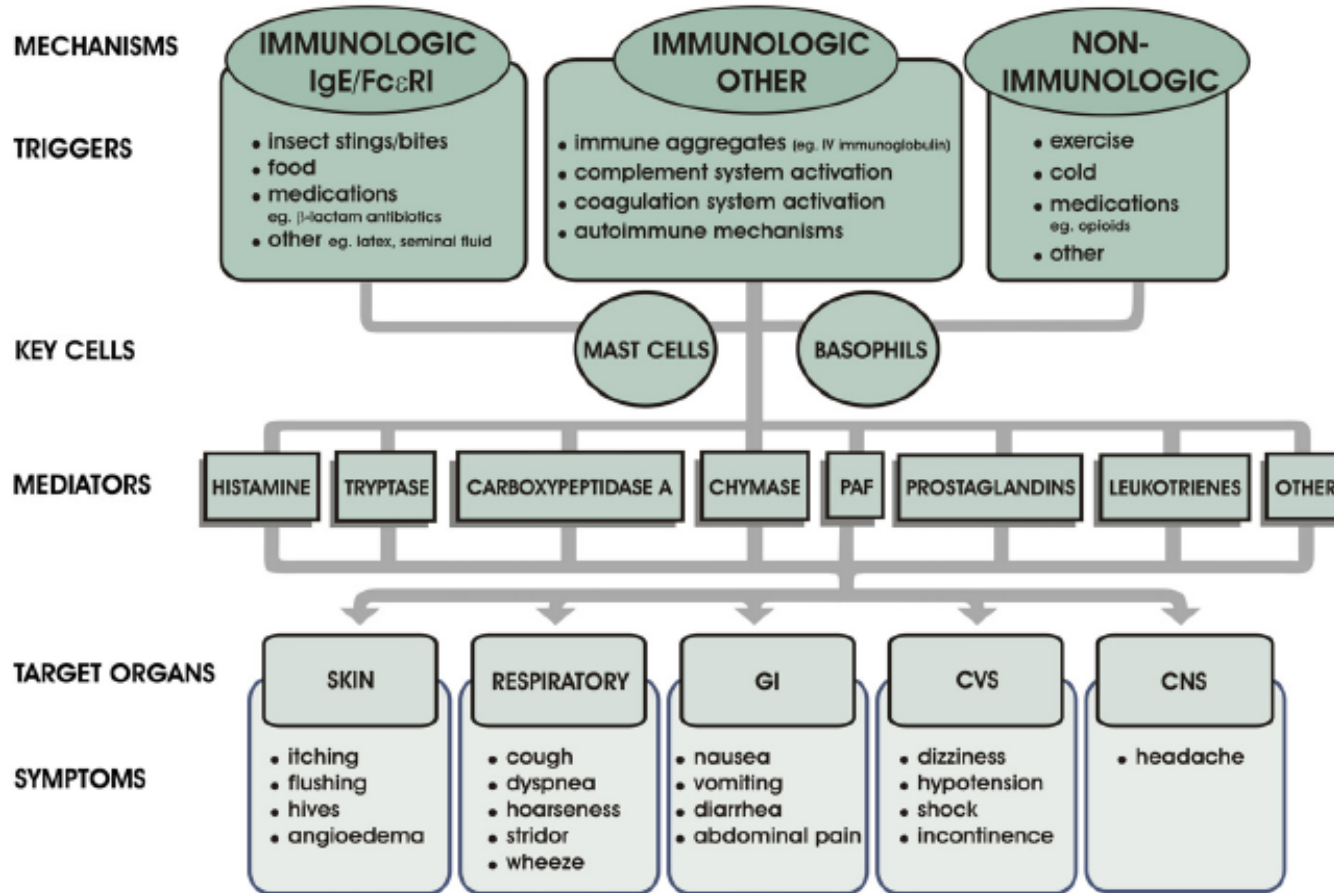 MECHANISMS
IMMUNOLOGIC
IgE/FcεRI
IMMUNOLOGIC
OTHER
NON-
IMMUNOLOGIC
TRIGGERS
• insect stings/bites
• food
• medications
eg. β-lactam antibiotics
• other eg. latex, seminal fluid
• immune aggregates (eg. IV immunoglobulin)
• complement system activation
• coagulation system activation
• autoimmune mechanisms
• exercise
• cold
• medications
eg. opioids
• other
KEY CELLS
MAST CELLS
BASOPHILS
MEDIATORS
HISTAMINE
TRYPTASE
CARBOXYPEPTIDASE A
CHYMASE
PAF
PROSTAGLANDINS
LEUKOTRIENES
OTHER
TARGET ORGANS
SKIN
RESPIRATORY
GI
CVS
CNS
SYMPTOMS
• itching
• flushing
• hives
• angioedema
• cough
• dyspnea
• hoarseness
• stridor
• wheeze
• nausea
• vomiting
• diarrhea
• abdominal pain
• dizziness
• hypotension
• shock
• incontinence
• headache